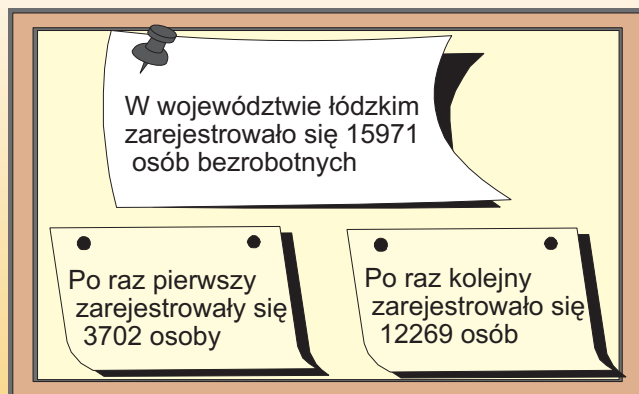 W województwie łódzkim
zarejestrowało się 15971
osób bezrobotnych
Po raz pierwszy
zarejestrowały się
3702 osoby
Po raz kolejny
zarejestrowało się
12269 osób